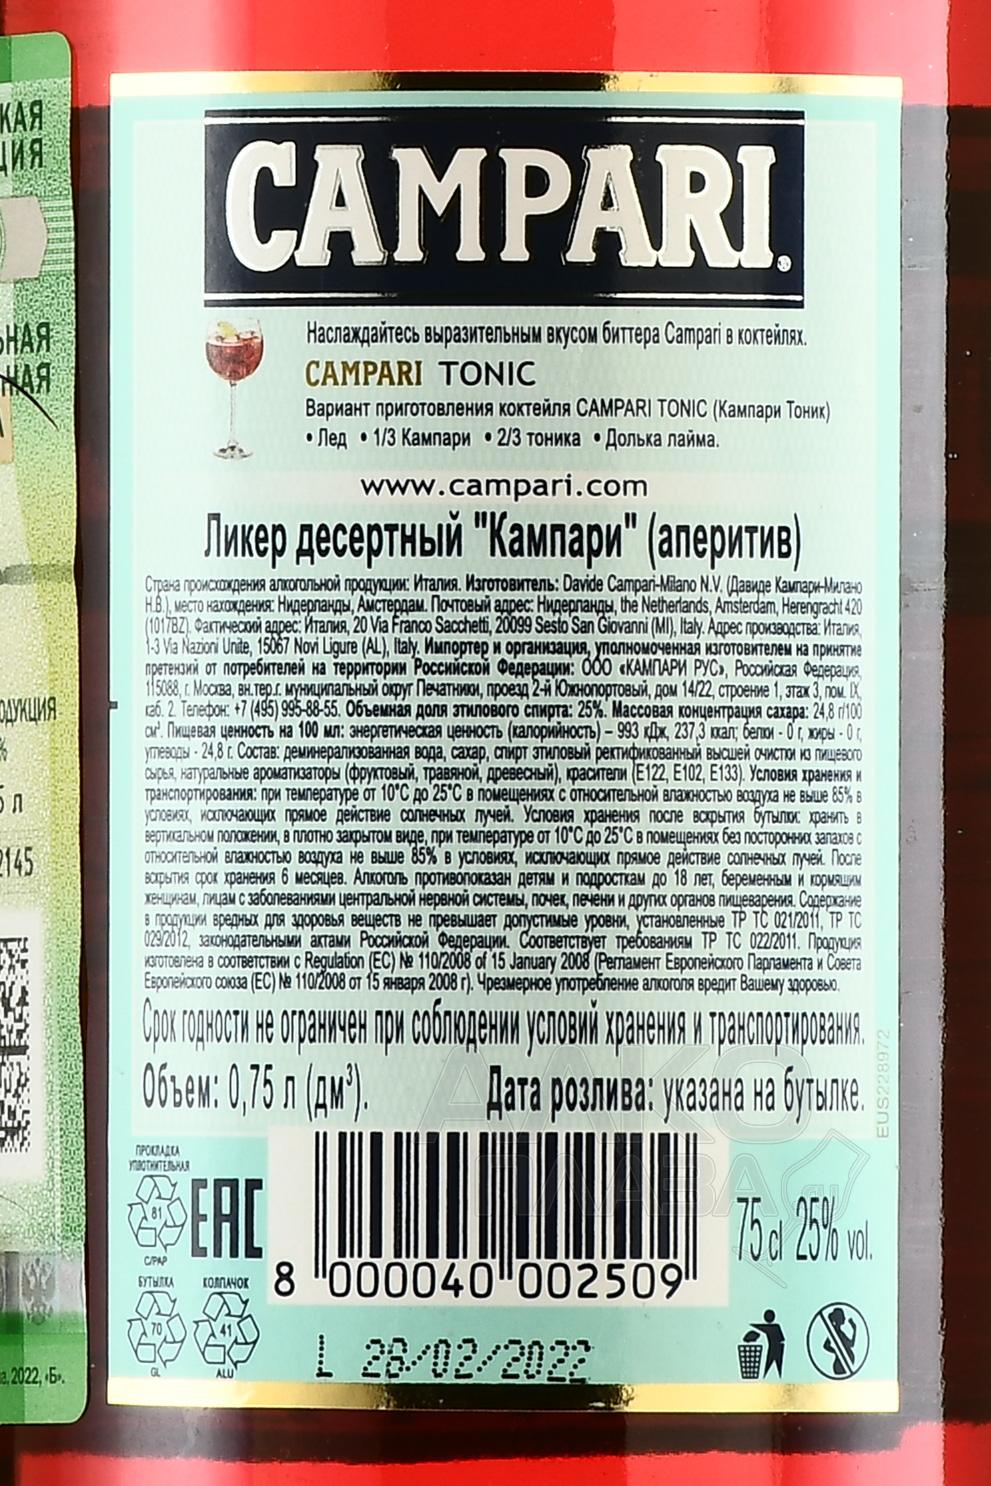 КАЯ
ЦИЯ
ЬНАЯ
НАЯ
А
ОДУКЦИЯ
%
5 л
2145
а, 2022, «Б».
CAMPARI
Наслаждайтесь выразительным вкусом биттера Campari в коктейлях.
CAMPARI TONIC
Вариант приготовления коктейля CAMPARI TONIC (Кампари Тоник)
• Лед • 1/3 Кампари • 2/3 тоника • Долька лайма.
www.campari.com
Ликер десертный "Кампари" (аперитив)
Страна происхождения алкогольной продукции: Италия. Изготовитель: Davide Campari-Milano N.V. (Давиде Кампари-Милано
Н.В.), место нахождения: Нидерланды, Амстердам. Почтовый адрес: Нидерланды, the Netherlands, Amsterdam, Herengracht 420
(1017BZ). Фактический адрес: Италия, 20 Via Franco Sacchetti, 20099 Sesto San Giovanni (MI), Italy. Адрес производства: Италия,
1-3 Via Nazioni Unite, 15067 Novi Ligure (AL), Italy. Импортер и организация, уполномоченная изготовителем на принятие
претензий от потребителей на территории Российской Федерации: ООО «КАМПАРИ РУС», Российская Федерация,
115088, г. Москва, вн.тер.г. муниципальный округ Печатники, проезд 2-й Южнопортовый, дом 14/22, строение 1, этаж 3, пом. IX,
каб. 2. Телефон: +7 (495) 995-88-55. Объемная доля этилового спирта: 25%. Массовая концентрация сахара: 24,8 г/100
см³. Пищевая ценность на 100 мл: энергетическая ценность (калорийность) – 993 кДж, 237,3 ккал; белки - 0 г, жиры - 0 г,
углеводы - 24,8 г. Состав: деминерализованная вода, сахар, спирт этиловый ректификованный высшей очистки из пищевого
сырья, натуральные ароматизаторы (фруктовый, травяной, древесный), красители (Е122, Е102, Е133). Условия хранения и
транспортирования: при температуре от 10°С до 25°С в помещениях с относительной влажностью воздуха не выше 85% в
условиях, исключающих прямое действие солнечных лучей. Условия хранения после вскрытия бутылки: хранить в
вертикальном положении, в плотно закрытом виде, при температуре от 10°С до 25°С в помещениях без посторонних запахов с
относительной влажностью воздуха не выше 85% в условиях, исключающих прямое действие солнечных лучей. После
вскрытия срок хранения 6 месяцев. Алкоголь противопоказан детям и подросткам до 18 лет, беременным и кормящим
женщинам, лицам с заболеваниями центральной нервной системы, почек, печени и других органов пищеварения. Содержание
в продукции вредных для здоровья веществ не превышает допустимые уровни, установленные ТР ТС 021/2011, ТР ТС
029/2012, законодательными актами Российской Федерации. Соответствует требованиям ТР ТС 022/2011. Продукция
изготовлена в соответствии с Regulation (EC) № 110/2008 of 15 January 2008 (Регламент Европейского Парламента и Совета
Европейского союза (ЕС) № 110/2008 от 15 января 2008 г.). Чрезмерное употребление алкоголя вредит Вашему здоровью.
Срок годности не ограничен при соблюдении условий хранения и транспортирования.
Объем: 0,75 л (дм³). Дата розлива: указана на бутылке.
EUS228972
ПРОКЛАДКА
УПЛОТНИТЕЛЬНАЯ
81
C/PAP
EAC
БУТЫЛКА КОЛПАЧОК
70 41
GL ALU
8 000040 002509
75 cl 25% vol.
L 28/02/2022
АЛКО
ПЛАВА
.ru